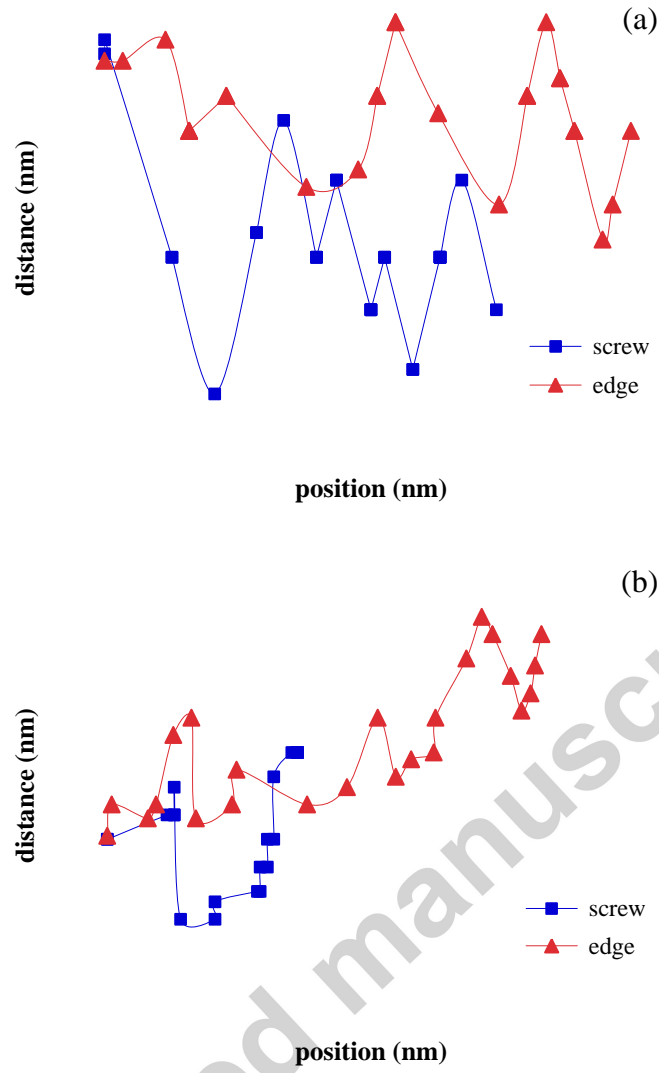 (a)
distance (nm)
screw
edge
position (nm)
(b)
distance (nm)
screw
edge
position (nm)